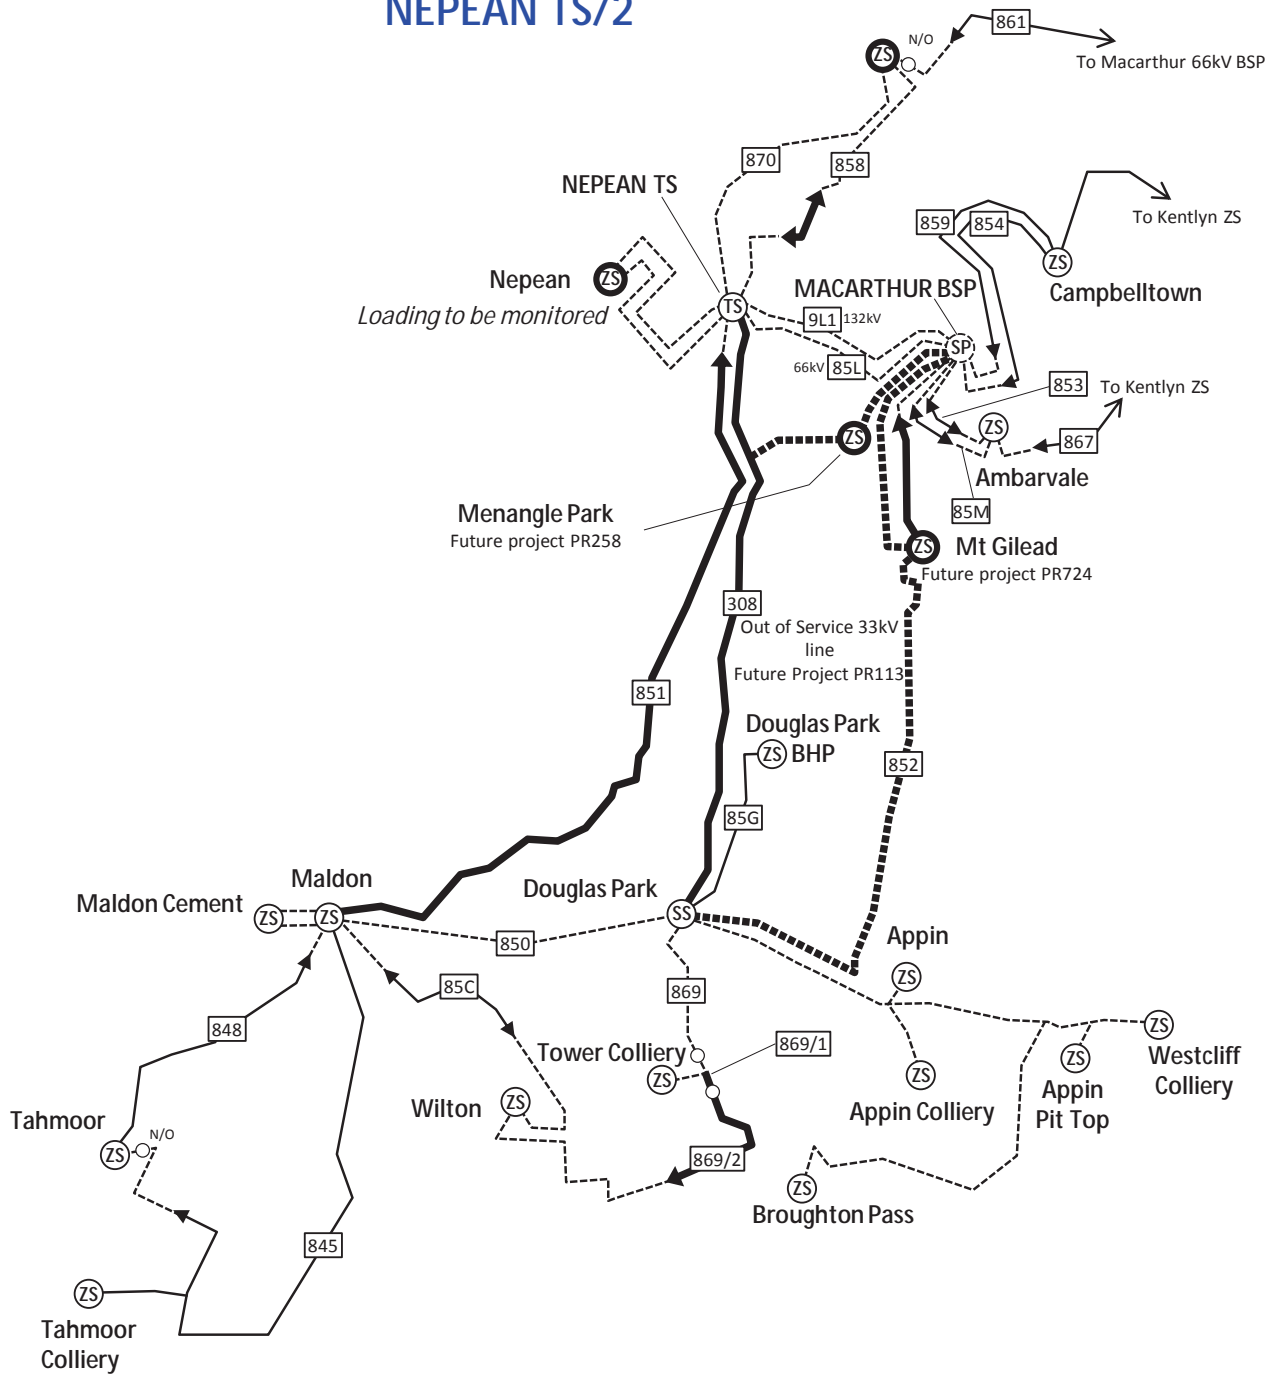 NEPEAN TS/2
861
N/O
ZS
To Macarthur 66kV BSP
870
858
NEPEAN TS
To Kentlyn ZS
859
854
ZS
Campbelltown
Nepean
ZS
Loading to be monitored
TS
MACARTHUR BSP
9L1
132kV
SP
66kV
85L
853
To Kentlyn ZS
ZS
ZS
867
Ambarvale
85M
Menangle Park
Future project PR258
ZS
Mt Gilead
Future project PR724
308
Out of Service 33kV
line
Future Project PR113
851
Douglas Park
ZS
BHP
852
85G
Maldon
Douglas Park
Maldon Cement
ZS
ZS
SS
850
Appin
ZS
85C
869
848
869/1
Tower Colliery
ZS
ZS
Westcliff
Colliery
ZS
Appin
Pit Top
ZS
Appin Colliery
Wilton
ZS
Tahmoor
ZS
N/O
869/2
ZS
Broughton Pass
845
ZS
Tahmoor
Colliery